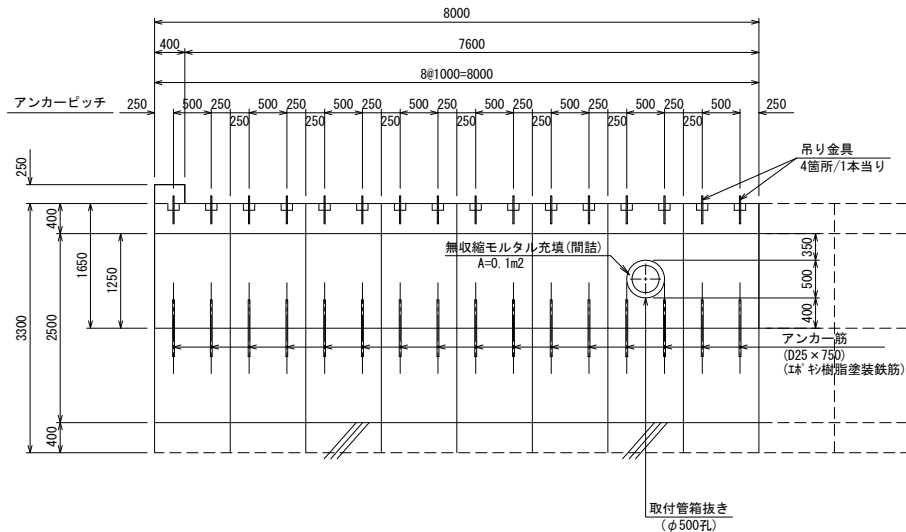 8000
400
7600
8@1000=8000
アンカーピッチ
250 500 250 500 250 500 250 500 250 500 250 500 250 500 250 500 250
250 250 250 250 250 250 250
250
吊り金具
4箇所/1本当り
400
1650
1250
3300
2500
400
無収縮モルタル充填(間詰)
A=0.1m2
350
500
400
アンカー筋
(D25×750)
(エポキシ樹脂塗装鉄筋)
取付管箱抜き
(φ500孔)